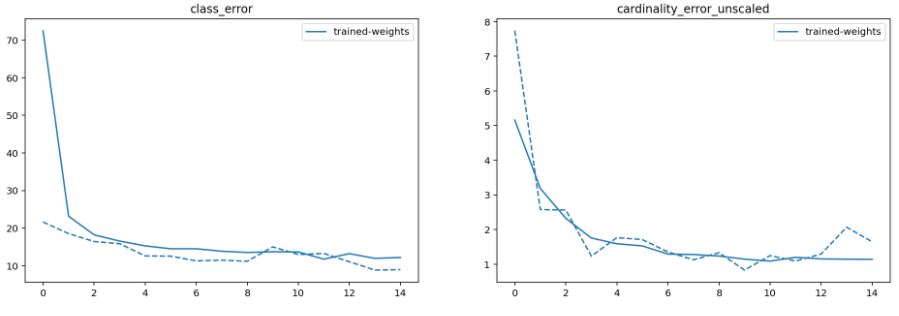 class_error
trained-weights
70
60
50
40
30
20
10
0 2 4 6 8 10 12 14
cardinality_error_unscaled
trained-weights
8
7
6
5
4
3
2
1
0 2 4 6 8 10 12 14